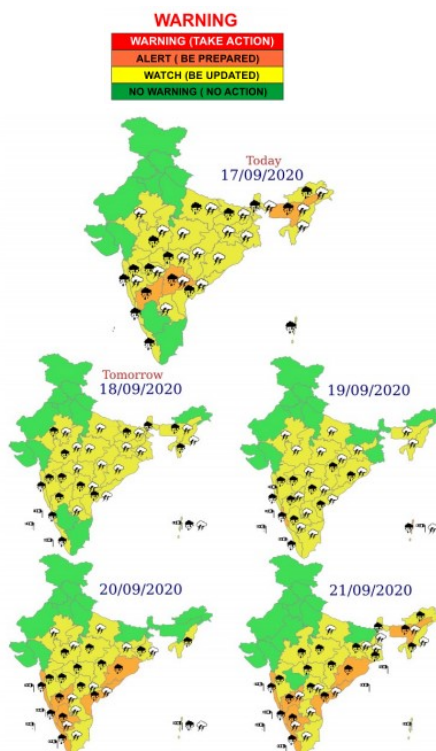 WARNING
WARNING (TAKE ACTION)
ALERT ( BE PREPARED)
WATCH (BE UPDATED)
NO WARNING ( NO ACTION)
Today
17/09/2020
Tomorrow
18/09/2020
19/09/2020
20/09/2020
21/09/2020